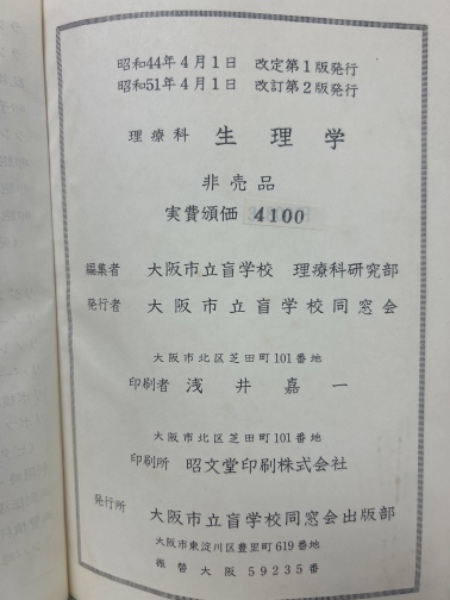 昭和44年4月1日 改定第1版発行
昭和51年4月1日 改訂第2版発行
理療科 生理学
非売品
実費頒価 4100
編集者 大阪市立盲学校 理療科研究部
発行者 大阪市立盲学校同窓会
大阪市北区芝田町101番地
印刷者 浅井嘉一
大阪市北区芝田町101番地
印刷所 昭文堂印刷株式会社
発行所 大阪市立盲学校同窓会出版部
大阪市東淀川区豊里町619番地
振替大阪59235番